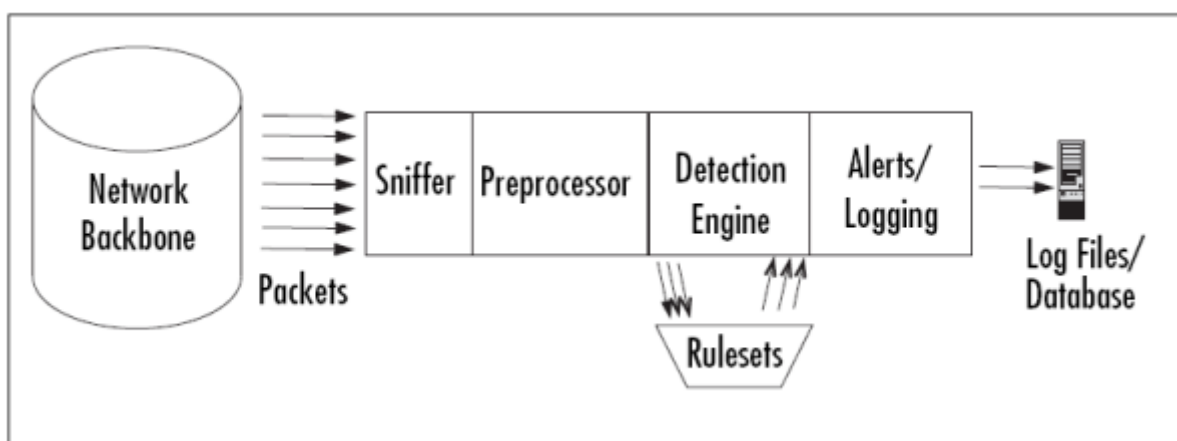 Network
Backbone
Packets
Sniffer
Preprocessor
Detection
Engine
Alerts/
Logging
Rulesets
Log Files/
Database